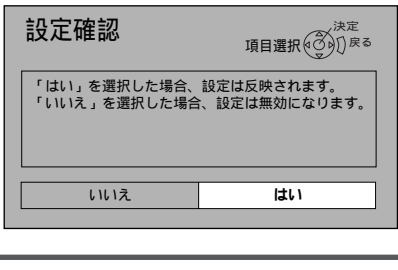 設定確認
決定
項目選択
戻る
「はい」を選択した場合、設定は反映されます。
「いいえ」を選択した場合、設定は無効になります。
いいえ
はい